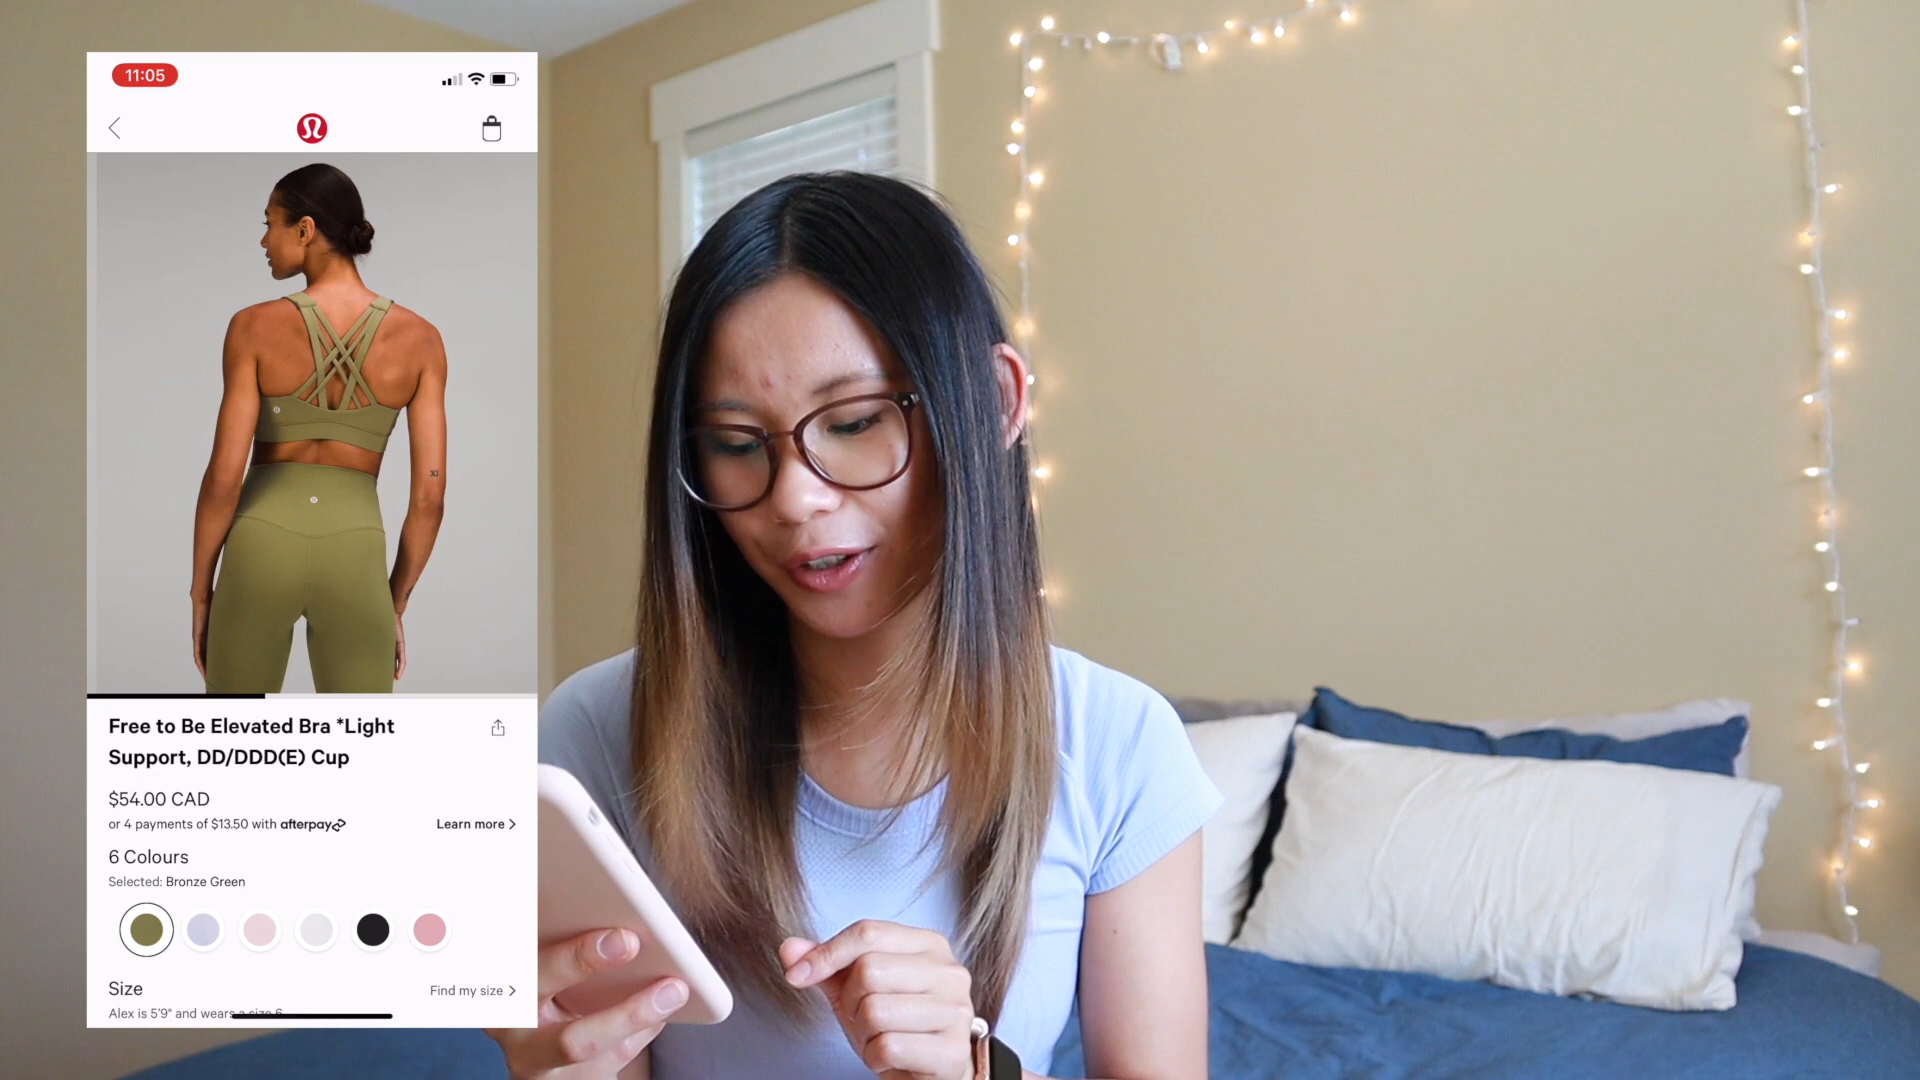 11:05
Free to Be Elevated Bra *Light
Support, DD/DDD(E) Cup
$54.00 CAD
or 4 payments of $13.50 with afterpay
Learn more
6 Colours
Selected: Bronze Green
Size
Find my size
Alex is 5'9" and wears a size 6